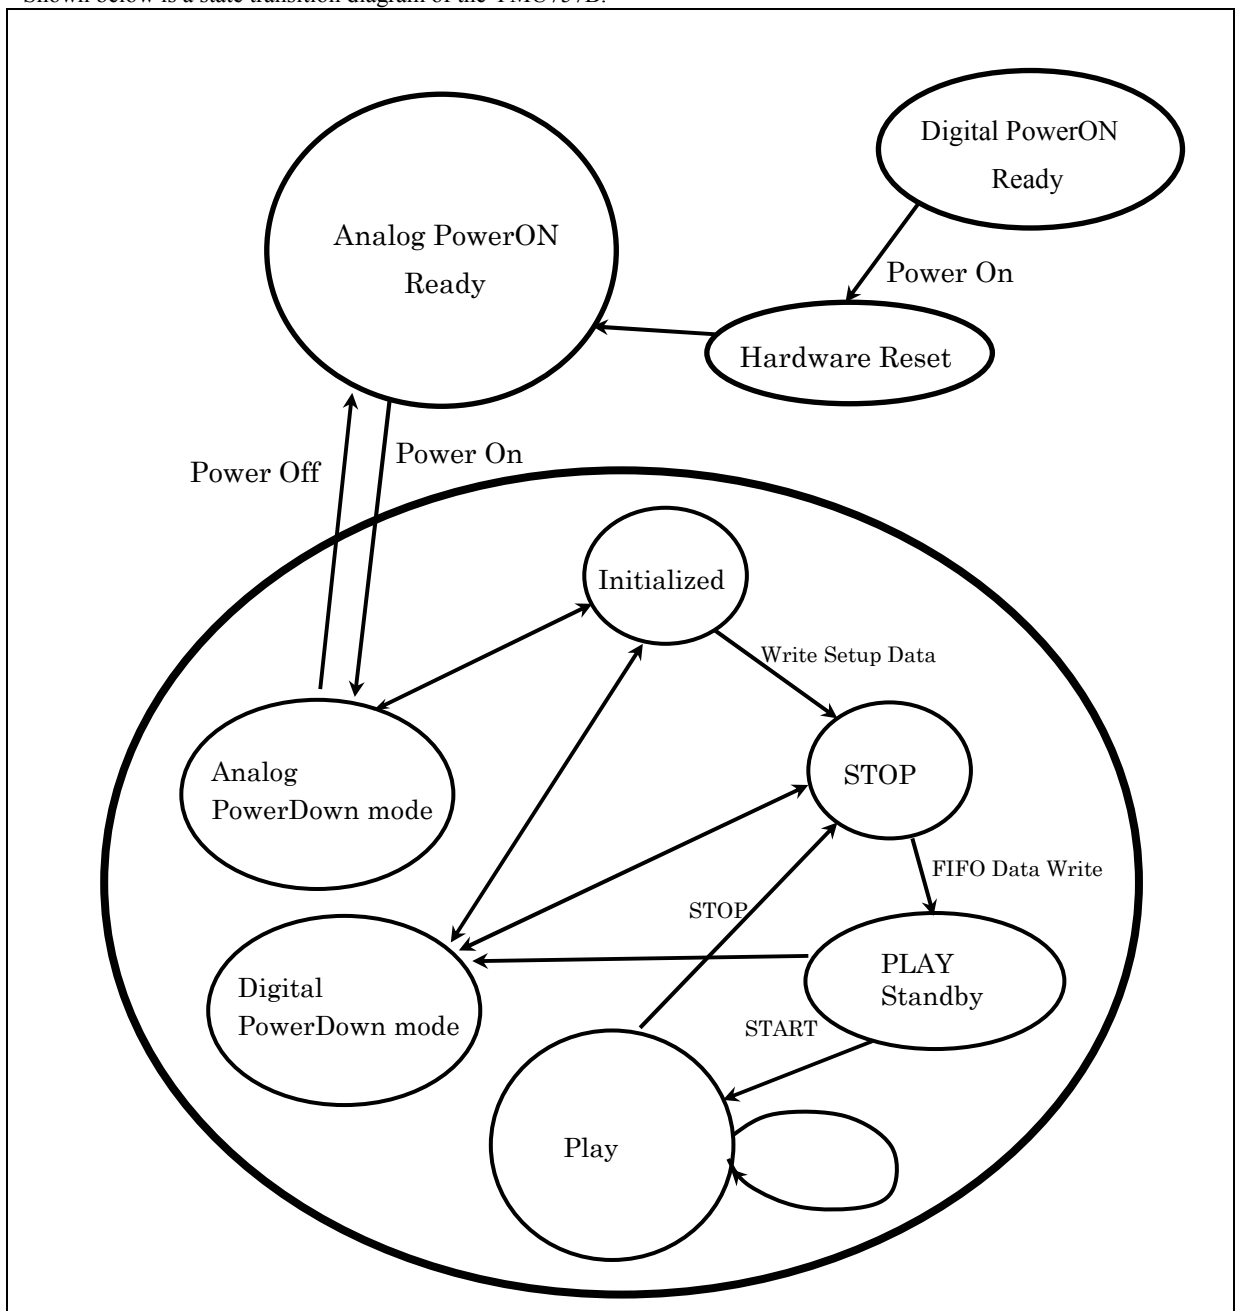 Shown below is a state transition diagram of the YMU757B.
Digital PowerON
Ready
Analog PowerON
Ready
Power On
Hardware Reset
Power Off
Power On
Initialized
Write Setup Data
STOP
Analog
PowerDown mode
FIFO Data Write
STOP
PLAY
Standby
Digital
PowerDown mode
START
Play